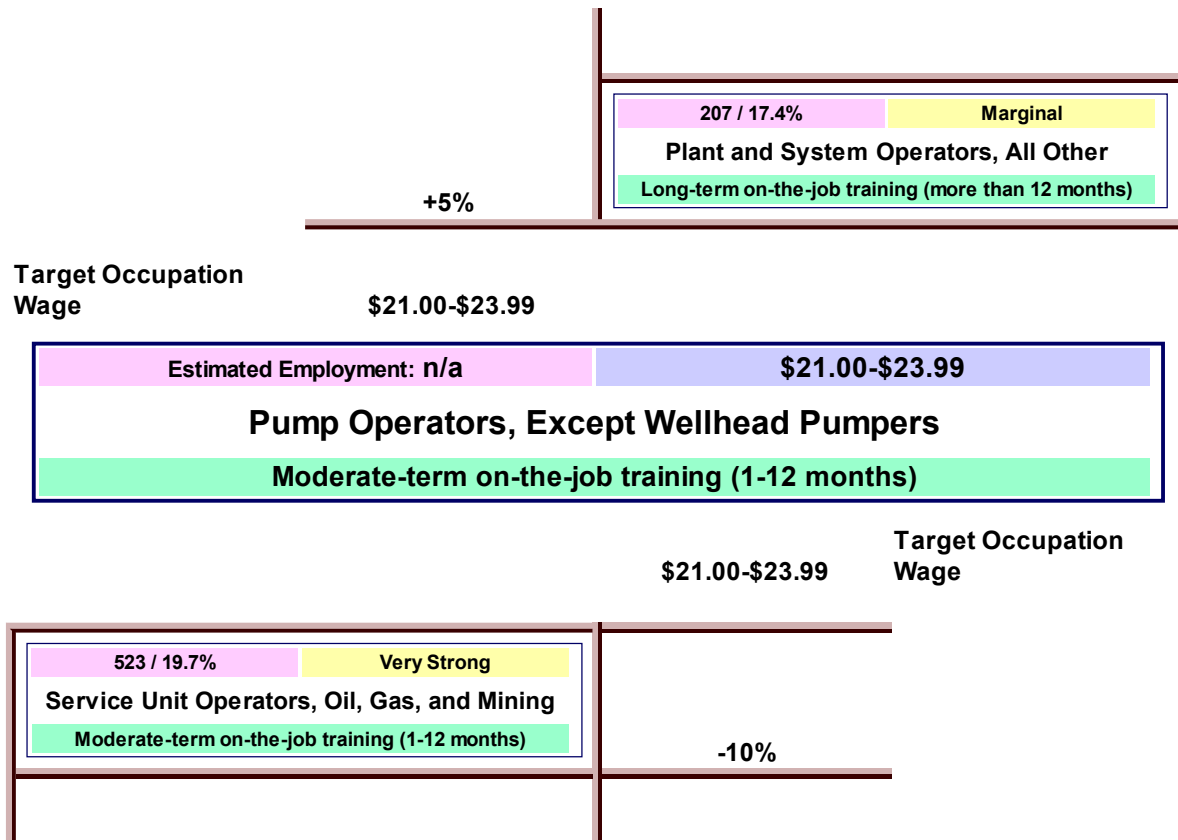 207 / 17.4% Marginal
Plant and System Operators, All Other
Long-term on-the-job training (more than 12 months)
+5%
Target Occupation
Wage $21.00-$23.99
Estimated Employment: n/a $21.00-$23.99
Pump Operators, Except Wellhead Pumpers
Moderate-term on-the-job training (1-12 months)
Target Occupation
$21.00-$23.99 Wage
523 / 19.7% Very Strong
Service Unit Operators, Oil, Gas, and Mining
Moderate-term on-the-job training (1-12 months)
-10%